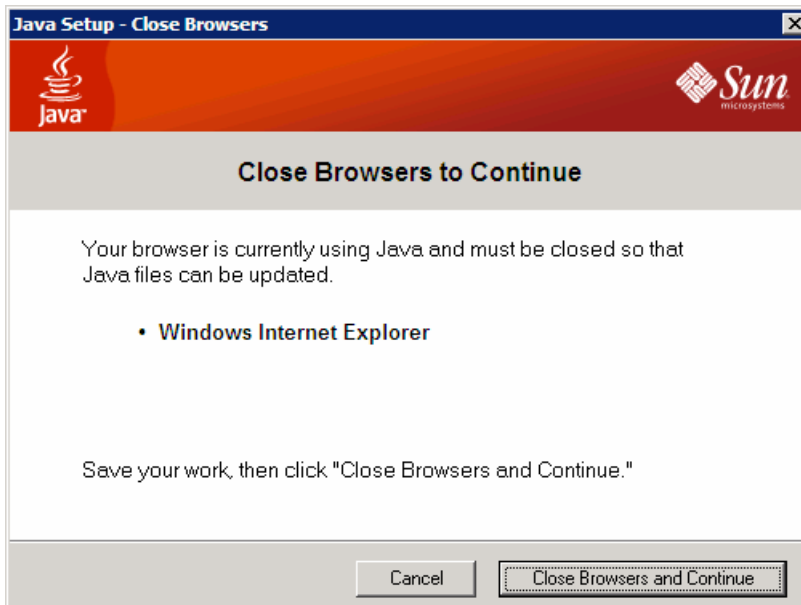 Java Setup - Close Browsers
Java™
Sun
microsystems
Close Browsers to Continue
Your browser is currently using Java and must be closed so that
Java files can be updated.
• Windows Internet Explorer
Save your work, then click "Close Browsers and Continue."
Cancel
Close Browsers and Continue